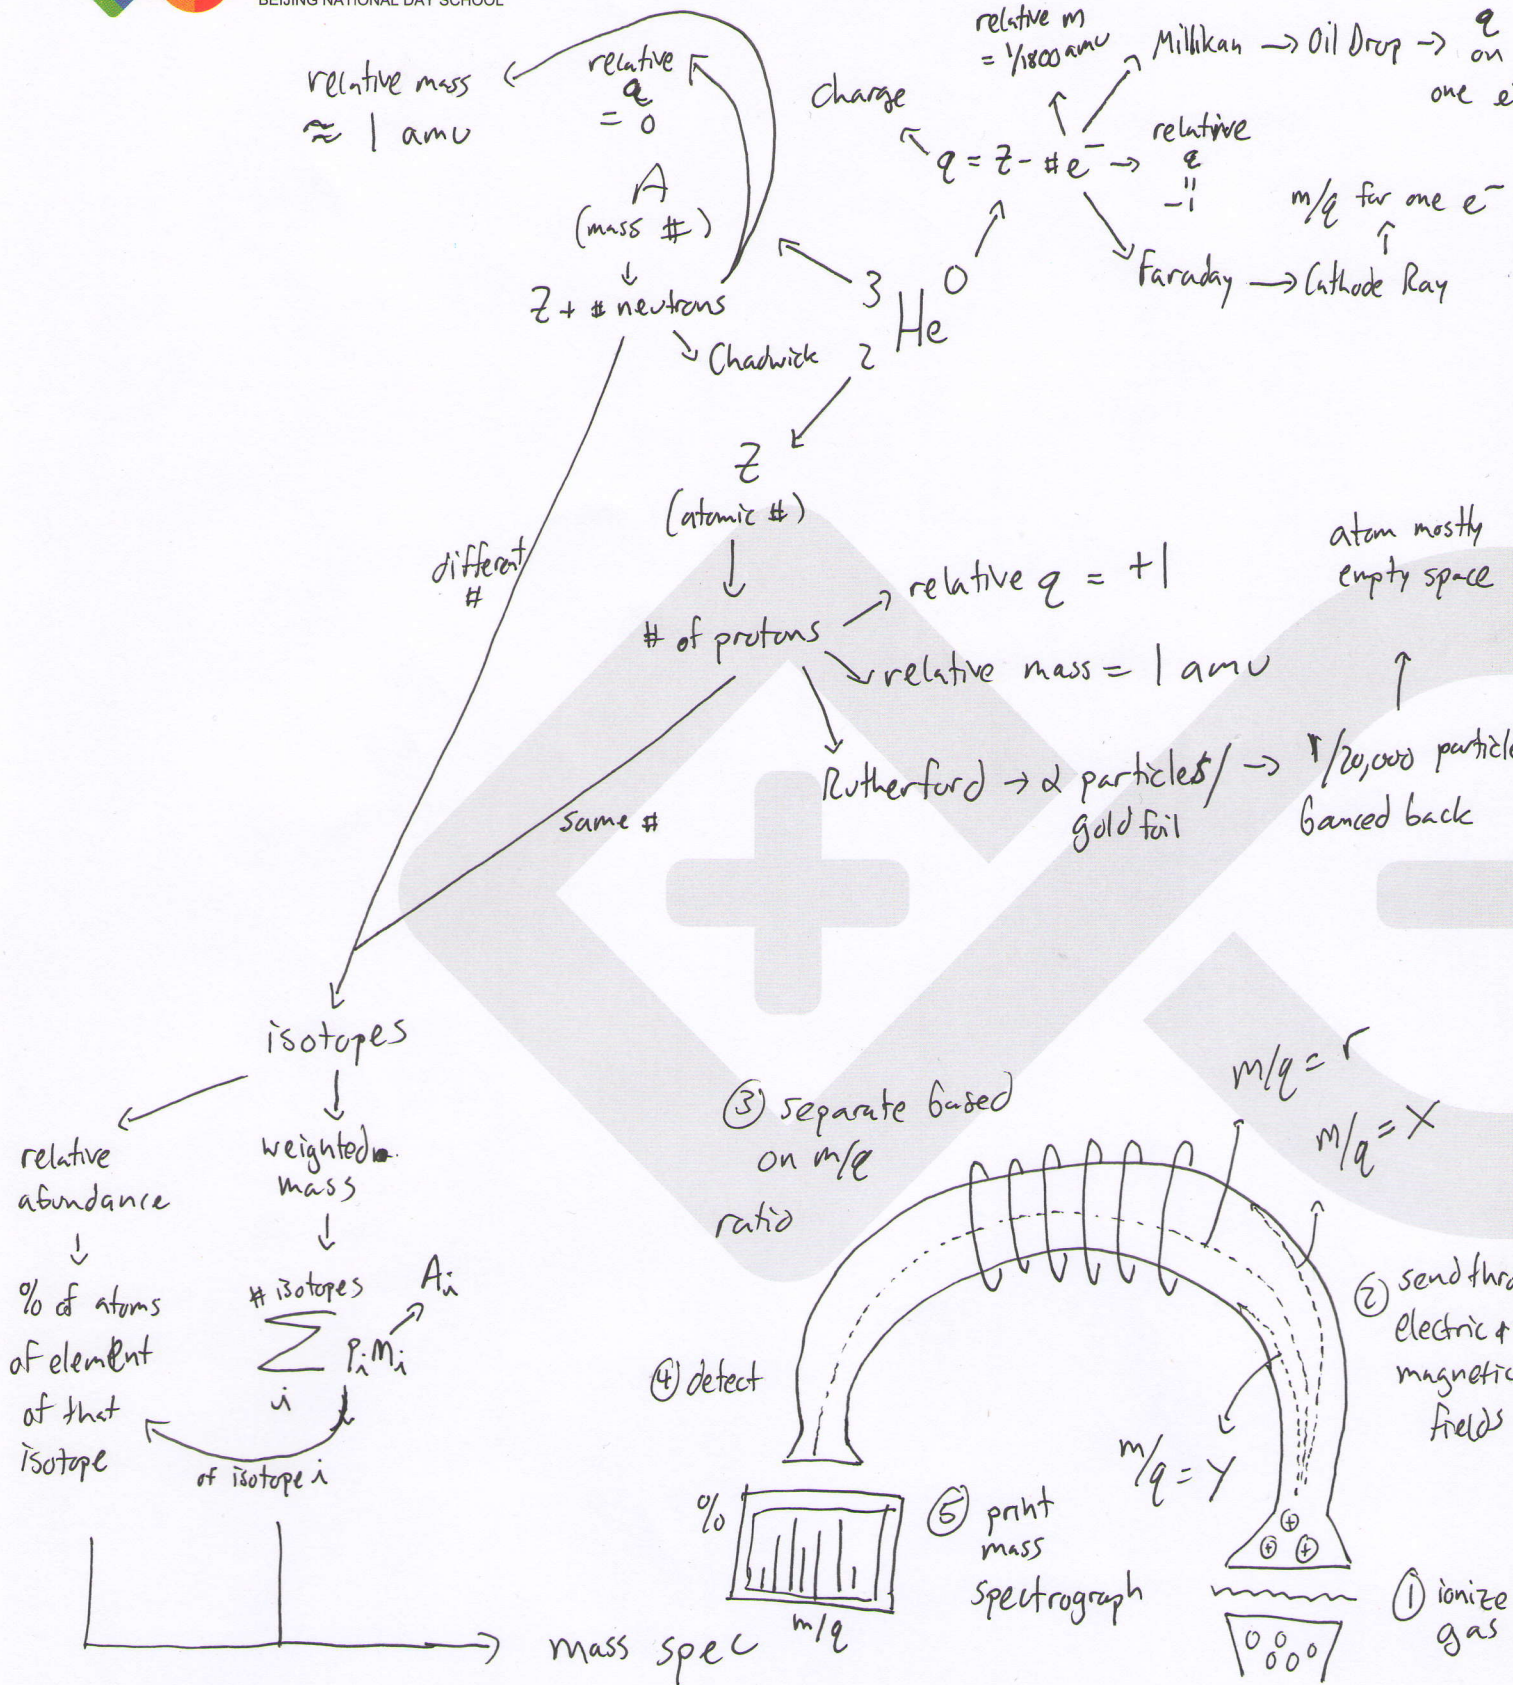 BEIJING NATIONAL DAY SCHOOL
relative mass
≈ 1 amu
relative
q
= 0
A
(mass #)
Z + # neutrons
Chadwick
relative m
= 1/1800 amu
Millikan → Oil Drop → q
on
one e
charge
q = Z - # e⁻ →
relative
q
=
-1
m/q for one e⁻
Faraday → Cathode Ray
3
He
0
2
Z
(atomic #)
# of protons
relative q = +1
relative mass = 1 amu
Rutherford → α particles/
gold foil
→ 1/20,000 particle
bounced back
atom mostly
empty space
different
#
same #
isotopes
relative
abundance
% of atoms
of element
of that
isotope
weighted
mass
# isotopes
∑ pᵢmᵢ
i
Aᵢ
of isotope i
mass spec
③ separate based
on m/q
ratio
m/q = r
m/q = X
② send thro
electric +
magnetic
fields
④ detect
m/q = Y
%
m/q
⑤ print
mass
spectrograph
① ionize
gas